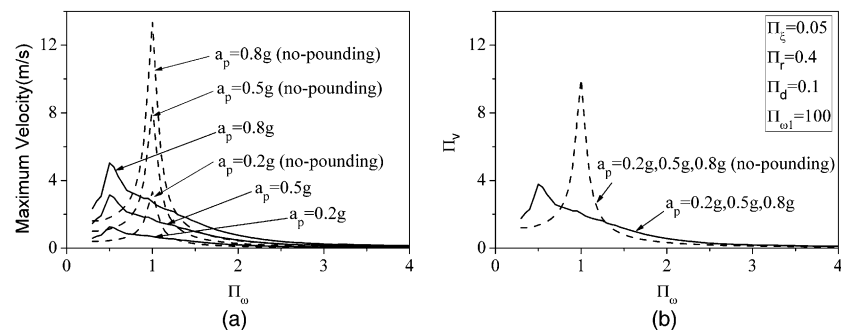 Maximum Velocity(m/s)
12
8
4
0
a_p=0.8g (no-pounding)
a_p=0.5g (no-pounding)
a_p=0.8g
a_p=0.2g (no-pounding)
a_p=0.5g
a_p=0.2g
0 1 2 3 4
Π_ω
(a)
Π_v
12
8
4
0
Π_ξ=0.05
Π_r=0.4
Π_d=0.1
Π_ω1=100
a_p=0.2g,0.5g,0.8g (no-pounding)
a_p=0.2g,0.5g,0.8g
0 1 2 3 4
Π_ω
(b)